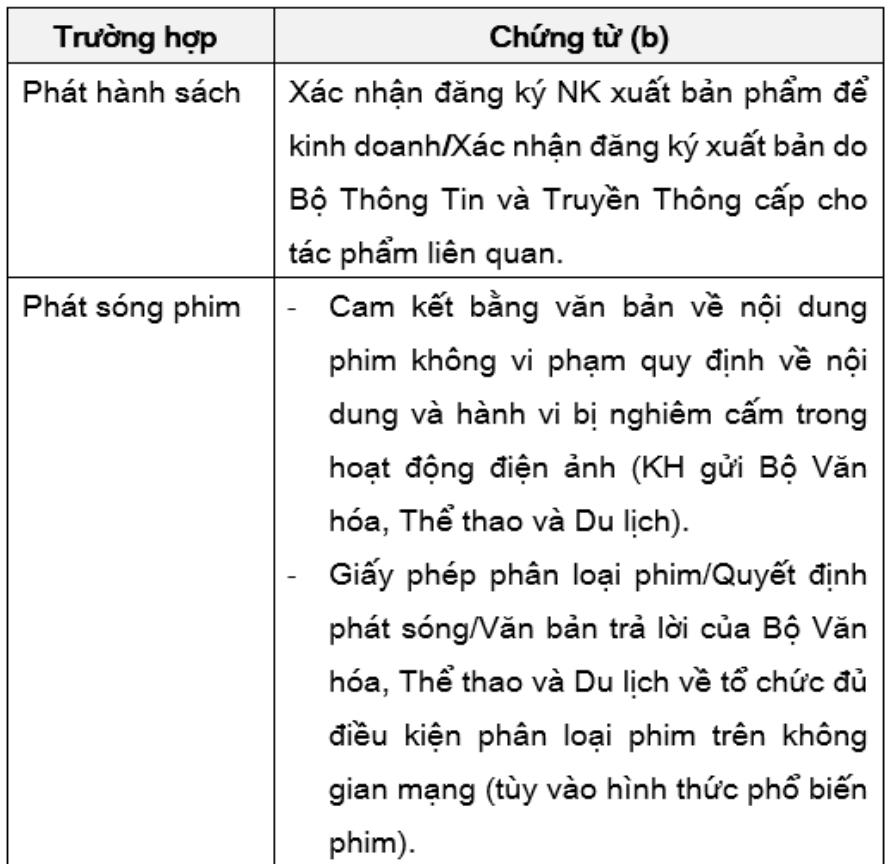 Trường hợp
Chứng từ (b)
Phát hành sách
Xác nhận đăng ký NK xuất bản phẩm để
kinh doanh/Xác nhận đăng ký xuất bản do
Bộ Thông Tin và Truyền Thông cấp cho
tác phẩm liên quan.
Phát sóng phim
- Cam kết bằng văn bản về nội dung
phim không vi phạm quy định về nội
dung và hành vi bị nghiêm cấm trong
hoạt động điện ảnh (KH gửi Bộ Văn
hóa, Thể thao và Du lịch).
- Giấy phép phân loại phim/Quyết định
phát sóng/Văn bản trả lời của Bộ Văn
hóa, Thể thao và Du lịch về tổ chức đủ
điều kiện phân loại phim trên không
gian mạng (tùy vào hình thức phổ biến
phim).